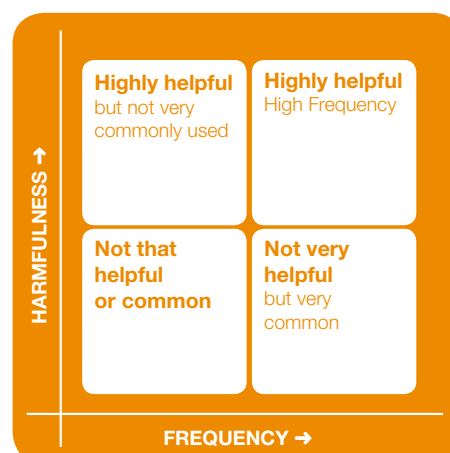 Highly helpful
but not very
commonly used
Highly helpful
High Frequency
HARMFULNESS ➔
Not that
helpful
or common
Not very
helpful
but very
common
FREQUENCY ➔